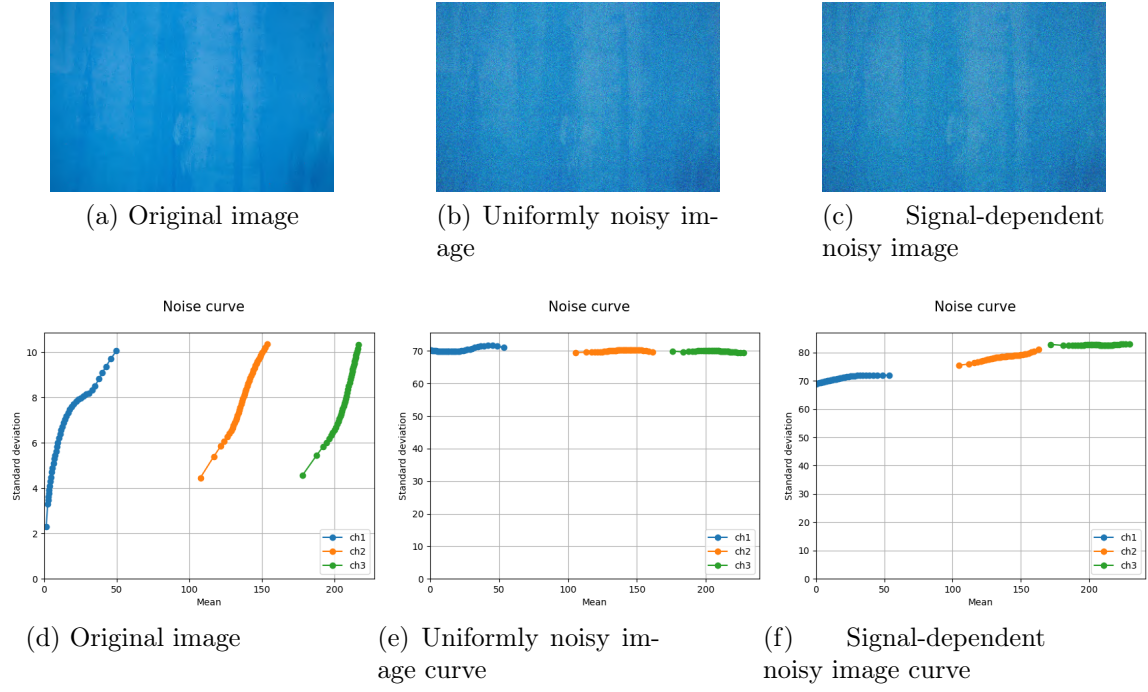 (a) Original image
(b) Uniformly noisy im-
age
(c) Signal-dependent
noisy image
Noise curve
Standard deviation
10
8
6
4
2
0
0 50 100 150 200
Mean
ch1
ch2
ch3
Noise curve
Standard deviation
70
60
50
40
30
20
10
0
0 50 100 150 200
Mean
ch1
ch2
ch3
Noise curve
Standard deviation
80
70
60
50
40
30
20
10
0
0 50 100 150 200
Mean
ch1
ch2
ch3
(d) Original image
(e) Uniformly noisy im-
age curve
(f) Signal-dependent
noisy image curve